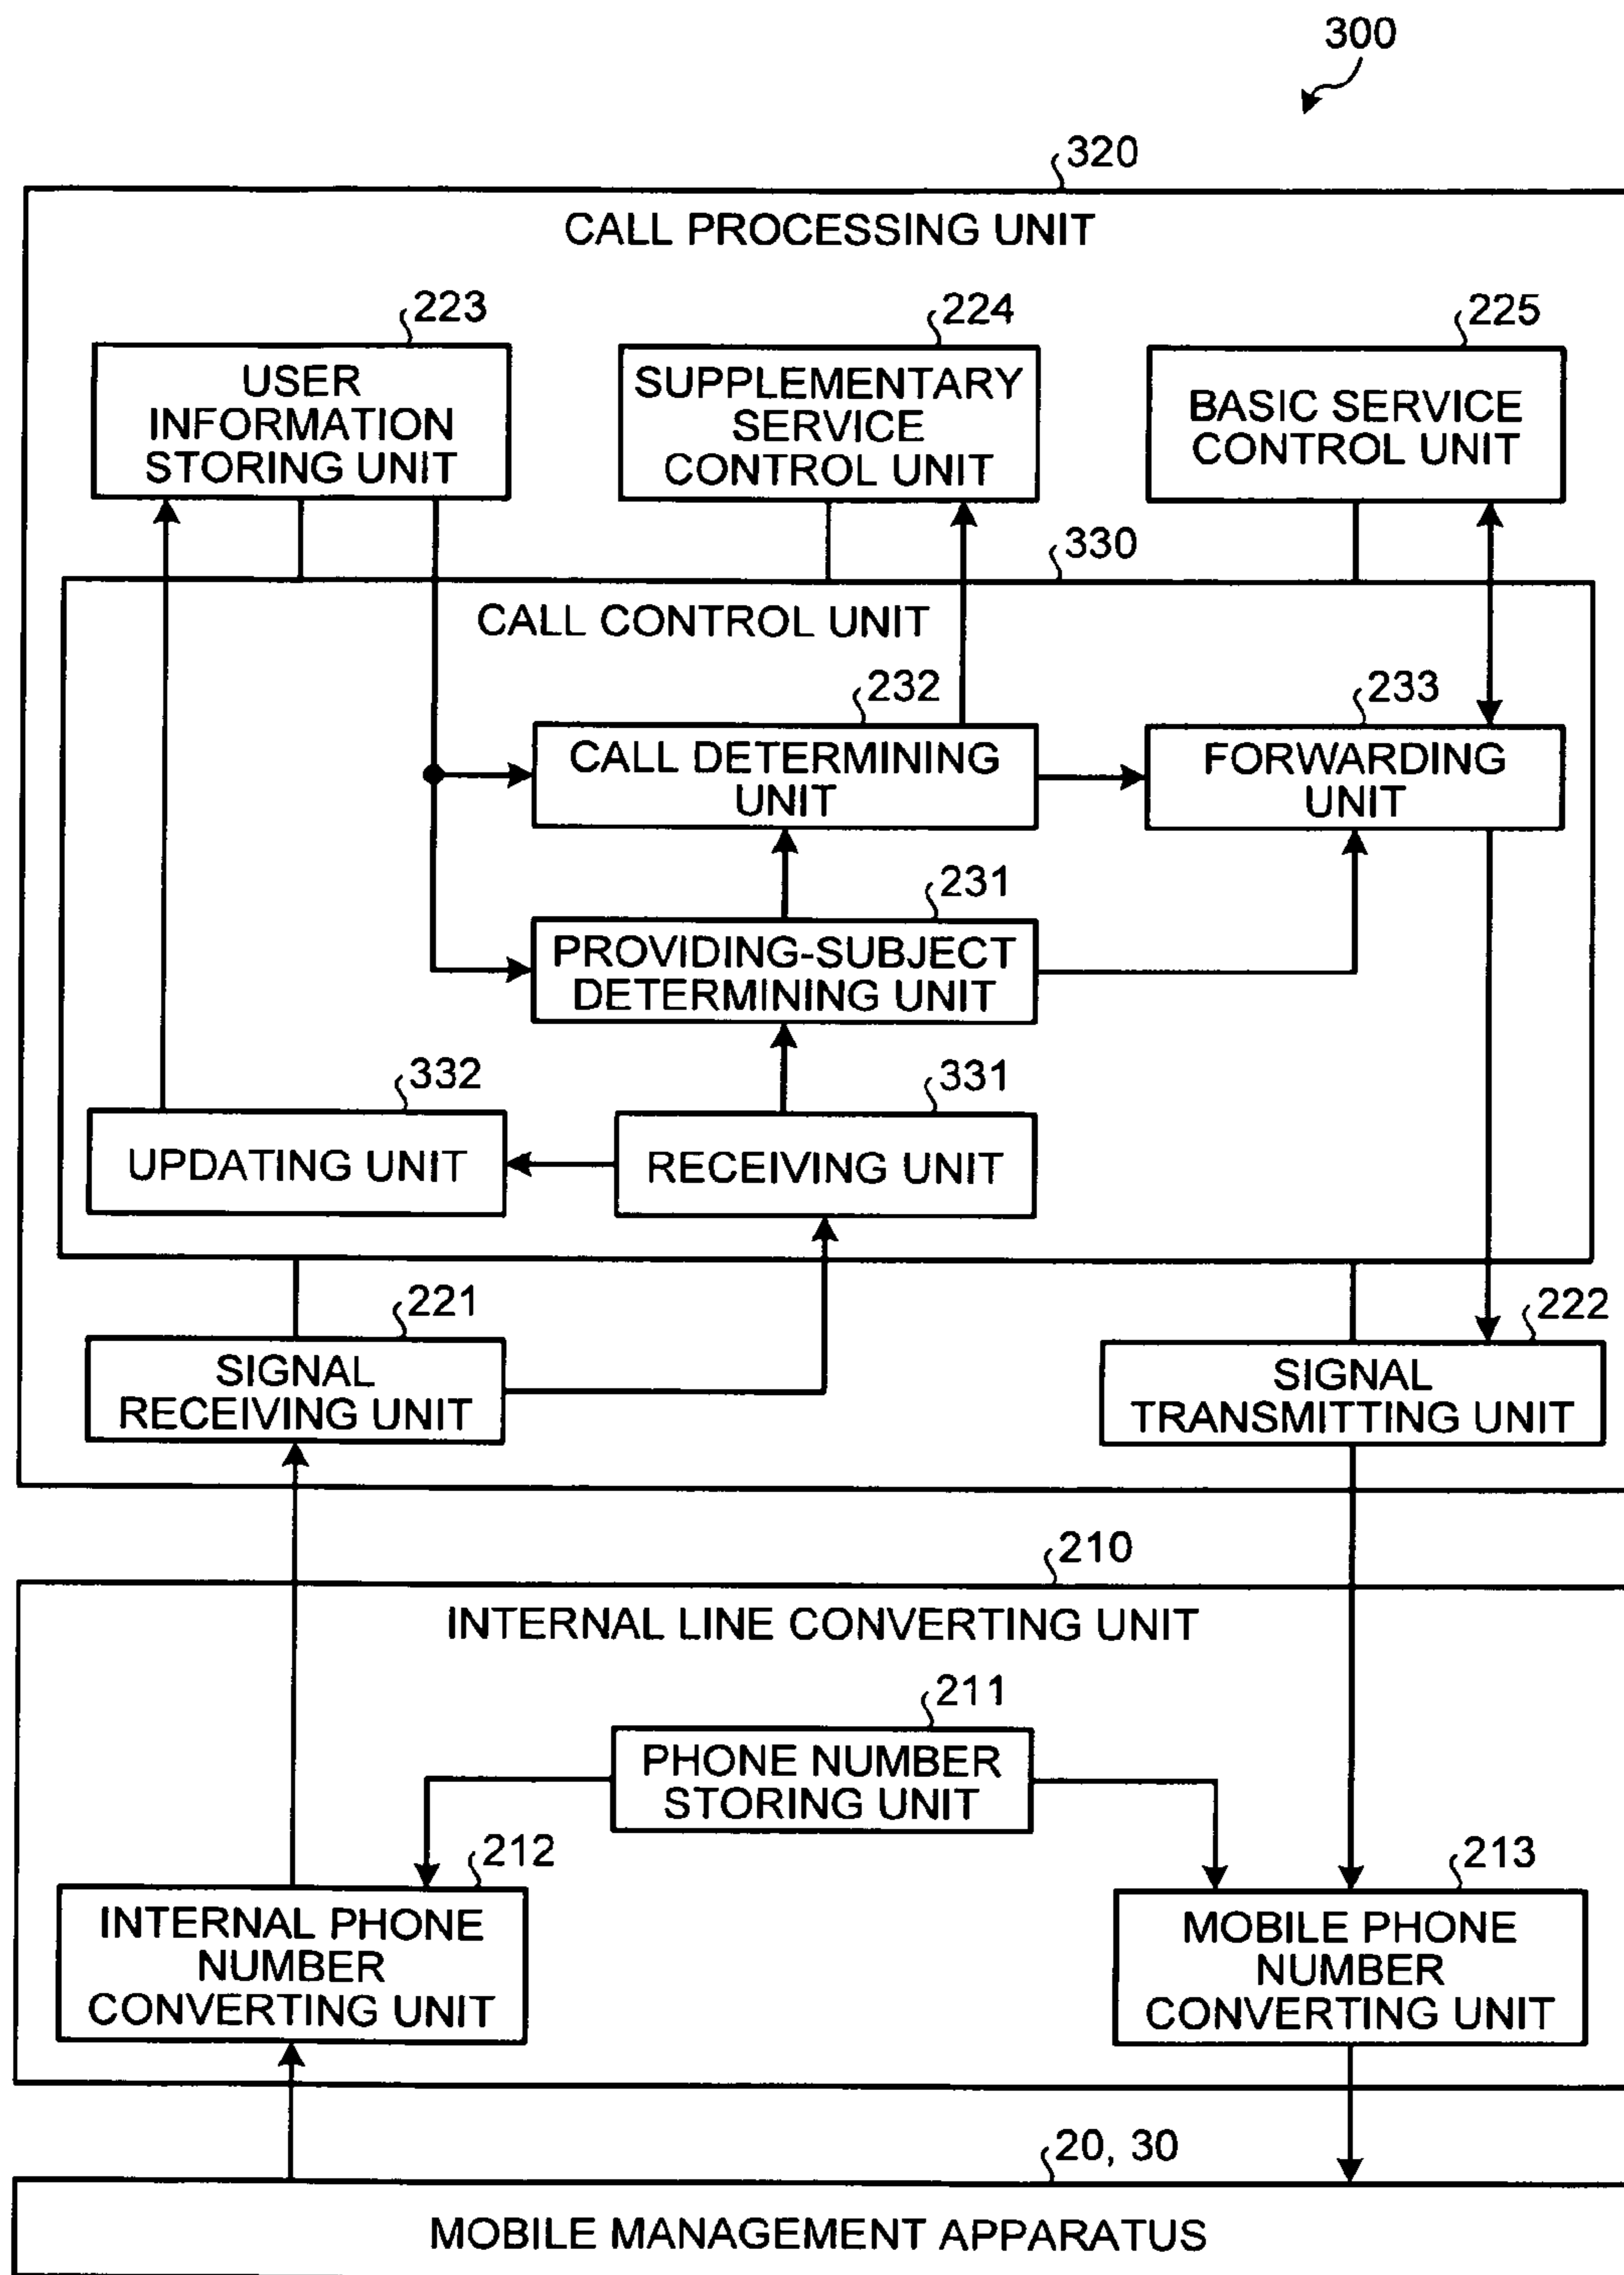 300
320
CALL PROCESSING UNIT
223
224
225
USER
INFORMATION
STORING UNIT
SUPPLEMENTARY
SERVICE
CONTROL UNIT
BASIC SERVICE
CONTROL UNIT
330
CALL CONTROL UNIT
232
233
CALL DETERMINING
UNIT
FORWARDING
UNIT
231
PROVIDING-SUBJECT
DETERMINING UNIT
332
331
UPDATING UNIT
RECEIVING UNIT
221
222
SIGNAL
RECEIVING UNIT
SIGNAL
TRANSMITTING UNIT
210
INTERNAL LINE CONVERTING UNIT
211
PHONE NUMBER
STORING UNIT
212
213
INTERNAL PHONE
NUMBER
CONVERTING UNIT
MOBILE PHONE
NUMBER
CONVERTING UNIT
20, 30
MOBILE MANAGEMENT APPARATUS